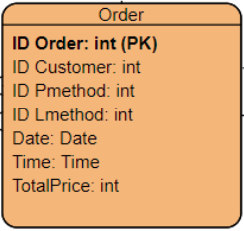 Order
ID Order: int (PK)
ID Customer: int
ID Pmethod: int
ID Lmethod: int
Date: Date
Time: Time
TotalPrice: int